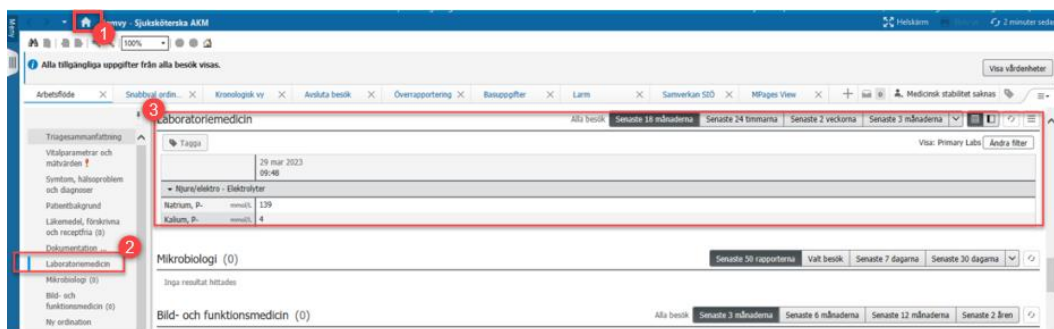 Meny
mvy - Sjuksköterska AKM
Helskärm
2 minuter sedan
1
100%
Alla tillgängliga uppgifter från alla besök visas.
Visa vårdenheter
Arbetsflöde
Snabbval ordin...
Kronologisk vy
Avsluta besök
Överrapportering
Basuppgifter
Larm
Samverkan SIÖ
MPages View
Medicinsk stabilitet saknas
3
Laboratoriemedicin
Alla besök
Senaste 18 månaderna
Senaste 24 timmarna
Senaste 2 veckorna
Senaste 3 månaderna
Tagga
Visa: Primary Labs
Ändra filter
29 mar 2023
09:48
Njure/elektro - Elektrolyter
Natrium, P- mmol/L 139
Kalium, P- mmol/L 4
Triagesammanfattning
Vitalparametrar och
mätvärden
Symtom, hälsoproblem
och diagnoser
Patientbakgrund
Läkemedel, förskrivna
och receptfria (0)
Dokumentation ...
2
Laboratoriemedicin
Mikrobiologi (0)
Bild- och
funktionsmedicin (0)
Ny ordination
Mikrobiologi (0)
Senaste 50 rapporterna
Valt besök
Senaste 7 dagarna
Senaste 30 dagarna
Inga resultat hittades
Bild- och funktionsmedicin (0)
Alla besök
Senaste 3 månaderna
Senaste 6 månaderna
Senaste 12 månaderna
Senaste 2 åren